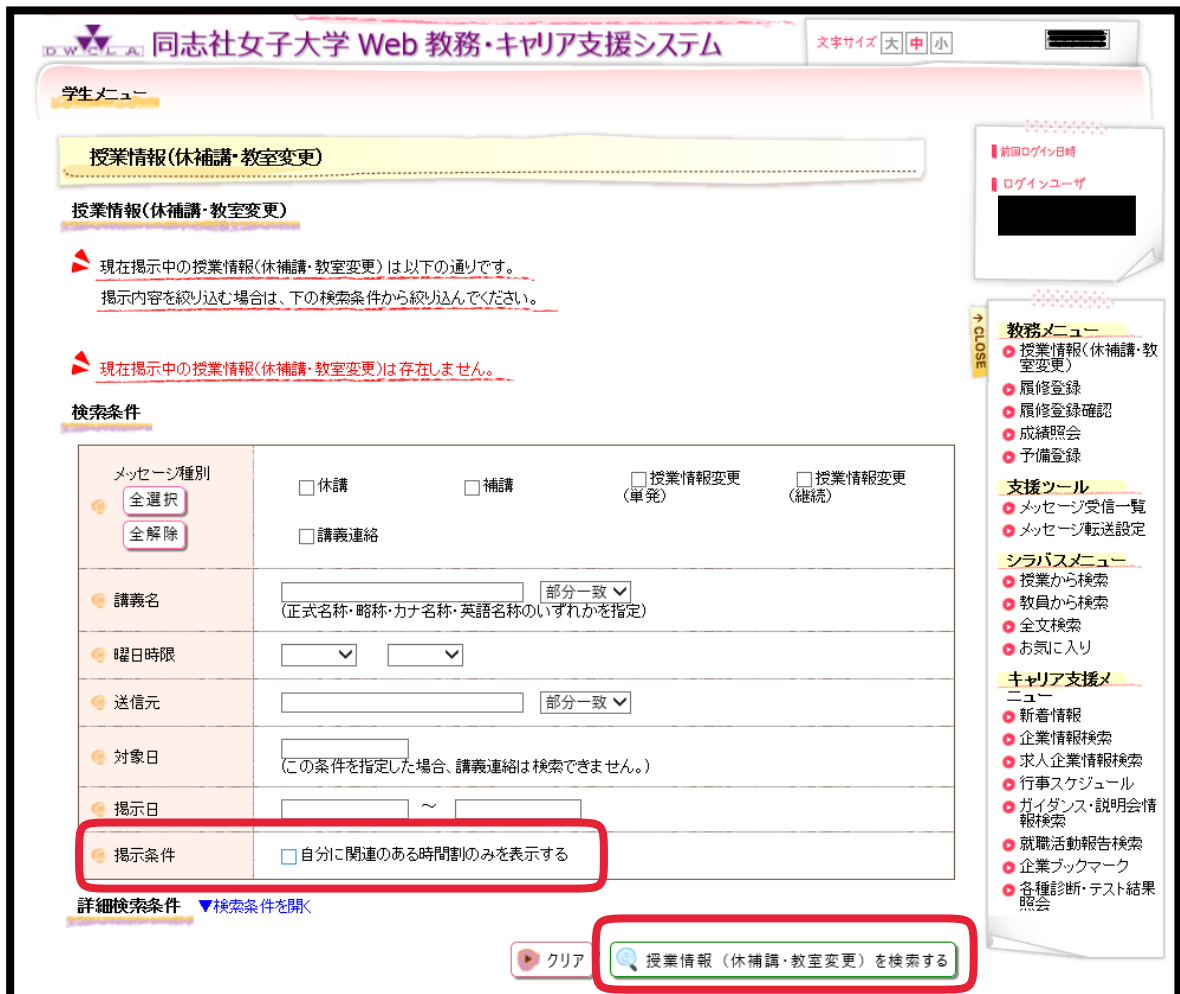 DWCLA 同志社女子大学 Web 教務・キャリア支援システム
文字サイズ 大 中 小
学生メニュー
授業情報(休補講・教室変更)
授業情報(休補講・教室変更)
現在掲示中の授業情報(休補講・教室変更) は以下の通りです。
掲示内容を絞り込む場合は、下の検索条件から絞り込んでください。
現在掲示中の授業情報(休補講・教室変更)は存在しません。
検索条件
メッセージ種別
全選択
全解除
休講
補講
授業情報変更
(単発)
授業情報変更
(継続)
講義連絡
講義名
部分一致
(正式名称・略称・カナ名称・英語名称のいずれかを指定)
曜日時限
送信元
部分一致
対象日
(この条件を指定した場合、講義連絡は検索できません。)
掲示日
～
掲示条件
自分に関連のある時間割のみを表示する
詳細検索条件 ▼検索条件を開く
クリア
授業情報（休補講・教室変更）を検索する
前回ログイン日時
ログインユーザ
→ CLOSE
教務メニュー
授業情報(休補講・教
室変更)
履修登録
履修登録確認
成績照会
予備登録
支援ツール
メッセージ受信一覧
メッセージ転送設定
シラバスメニュー
授業から検索
教員から検索
全文検索
お気に入り
キャリア支援メ
ニュー
新着情報
企業情報検索
求人企業情報検索
行事スケジュール
ガイダンス・説明会情
報検索
就職活動報告検索
企業ブックマーク
各種診断・テスト結果
照会